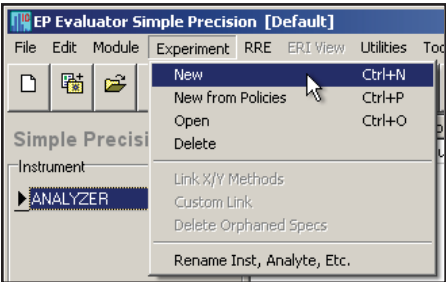 EP Evaluator Simple Precision [Default]
File Edit Module Experiment RRE ERI View Utilities
New Ctrl+N
New from Policies Ctrl+P
Open Ctrl+O
Delete
Simple
Instrument
ANALYZER
Link X/Y Methods
Custom Link
Delete Orphaned Specs
Rename Inst, Analyte, Etc.